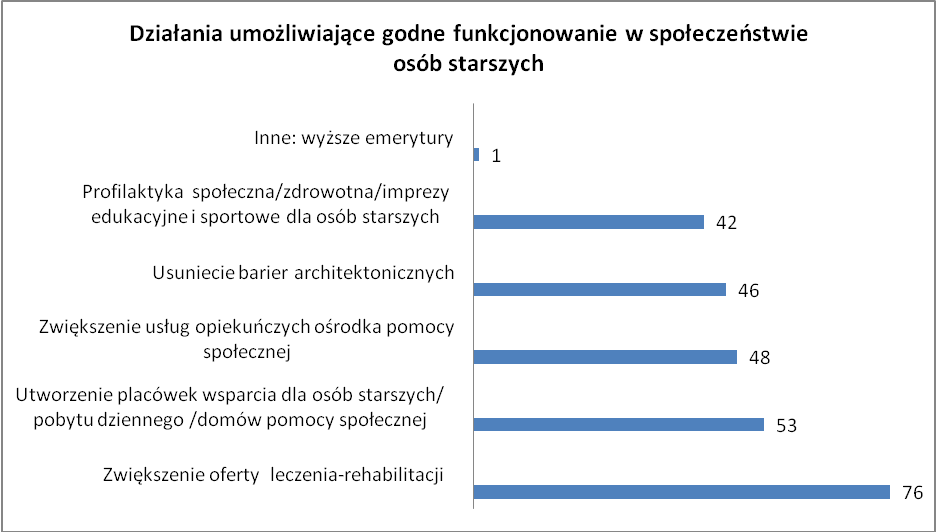 Działania umożliwiające godne funkcjonowanie w społeczeństwie
osób starszych
Inne: wyższe emerytury
1
Profilaktyka społeczna/zdrowotna/imprezy
edukacyjne i sportowe dla osób starszych
42
Usuniecie barier architektonicznych
46
Zwiększenie usług opiekuńczych ośrodka pomocy
społecznej
48
Utworzenie placówek wsparcia dla osób starszych/
pobytu dziennego /domów pomocy społecznej
53
Zwiększenie oferty leczenia-rehabilitacji
76